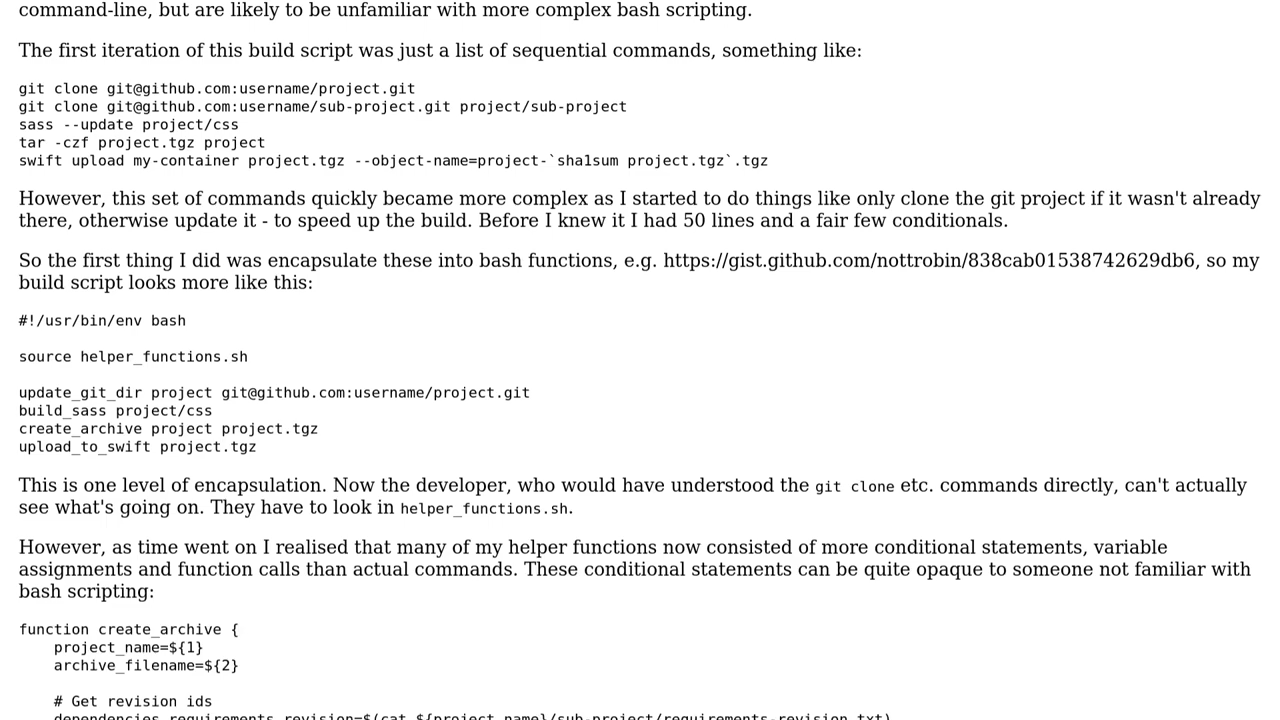 command-line, but are likely to be unfamiliar with more complex bash scripting.
The first iteration of this build script was just a list of sequential commands, something like:
git clone git@github.com:username/project.git
git clone git@github.com:username/sub-project.git project/sub-project
sass --update project/css
tar -czf project.tgz project
swift upload my-container project.tgz --object-name=project-`sha1sum project.tgz`.tgz
However, this set of commands quickly became more complex as I started to do things like only clone the git project if it wasn't already
there, otherwise update it - to speed up the build. Before I knew it I had 50 lines and a fair few conditionals.
So the first thing I did was encapsulate these into bash functions, e.g. https://gist.github.com/nottrobin/838cab01538742629db6, so my
build script looks more like this:
#!/usr/bin/env bash
source helper_functions.sh
update_git_dir project git@github.com:username/project.git
build_sass project/css
create_archive project project.tgz
upload_to_swift project.tgz
This is one level of encapsulation. Now the developer, who would have understood the git clone etc. commands directly, can't actually
see what's going on. They have to look in helper_functions.sh.
However, as time went on I realised that many of my helper functions now consisted of more conditional statements, variable
assignments and function calls than actual commands. These conditional statements can be quite opaque to someone not familiar with
bash scripting:
function create_archive {
    project_name=${1}
    archive_filename=${2}
    # Get revision ids
    dependencies_requirements_revision=$(cat ${project_name}/sub-project/requirements-revision.txt)